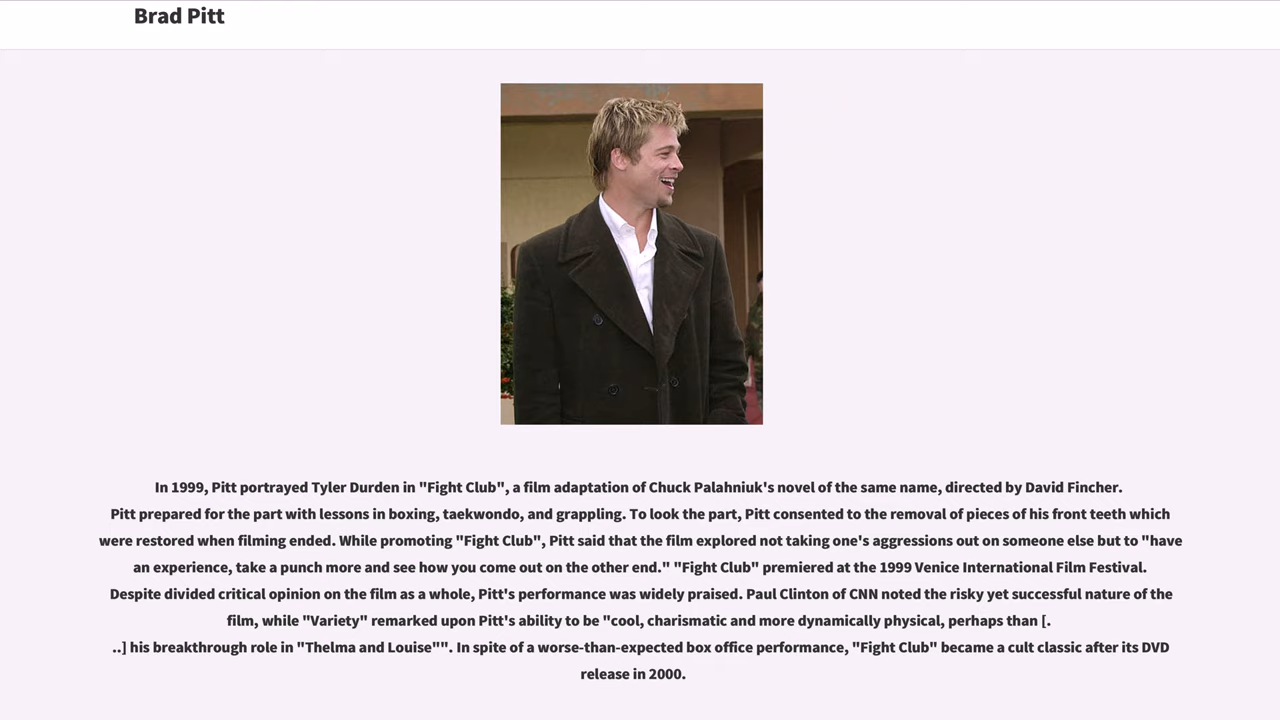 Brad Pitt
In 1999, Pitt portrayed Tyler Durden in "Fight Club", a film adaptation of Chuck Palahniuk's novel of the same name, directed by David Fincher.
Pitt prepared for the part with lessons in boxing, taekwondo, and grappling. To look the part, Pitt consented to the removal of pieces of his front teeth which
were restored when filming ended. While promoting "Fight Club", Pitt said that the film explored not taking one's aggressions out on someone else but to "have
an experience, take a punch more and see how you come out on the other end." "Fight Club" premiered at the 1999 Venice International Film Festival.
Despite divided critical opinion on the film as a whole, Pitt's performance was widely praised. Paul Clinton of CNN noted the risky yet successful nature of the
film, while "Variety" remarked upon Pitt's ability to be "cool, charismatic and more dynamically physical, perhaps than [.
..] his breakthrough role in "Thelma and Louise"". In spite of a worse-than-expected box office performance, "Fight Club" became a cult classic after its DVD
release in 2000.